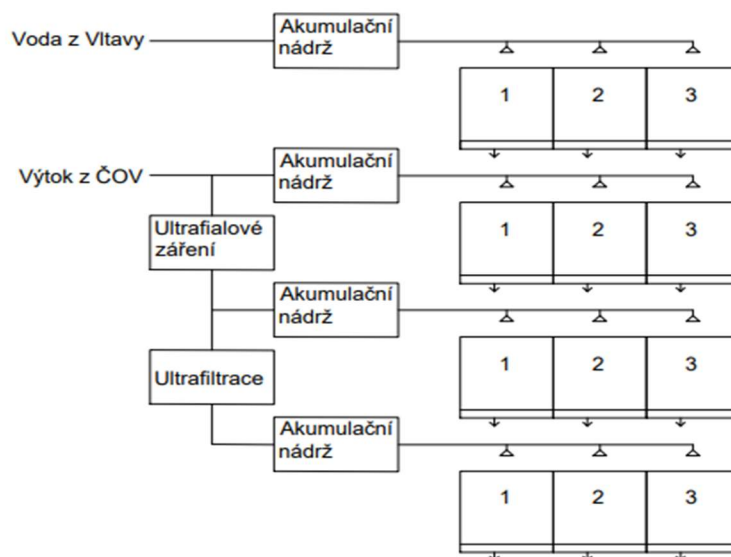 Voda z Vltavy
Akumulační
nádrž
1 2 3
Výtok z ČOV
Akumulační
nádrž
Ultrafialové
záření
1 2 3
Akumulační
nádrž
Ultrafiltrace
1 2 3
Akumulační
nádrž
1 2 3